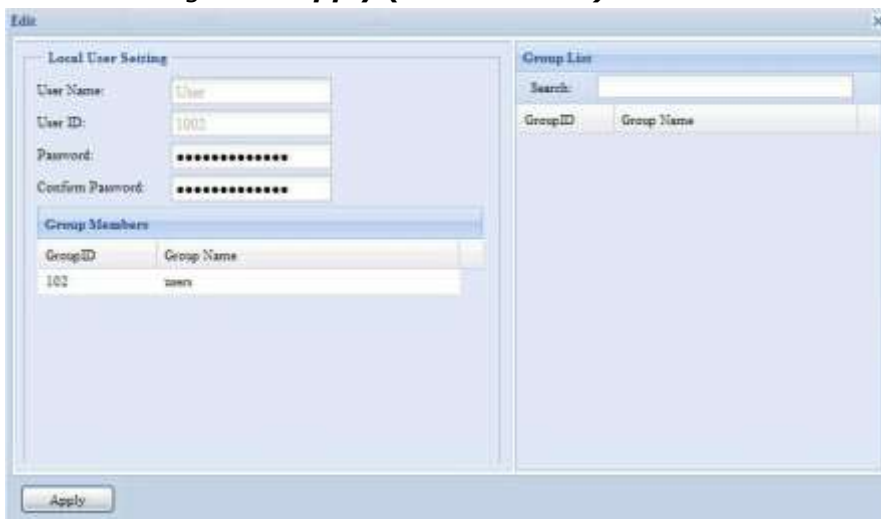 Apply
Edit
Local User Setting
User Name: User
User ID: 1002
Password: •••••••••••••
Confirm Password: •••••••••••••
Group Members
GroupID Group Name
102 users
Group List
Search:
GroupID Group Name
Apply